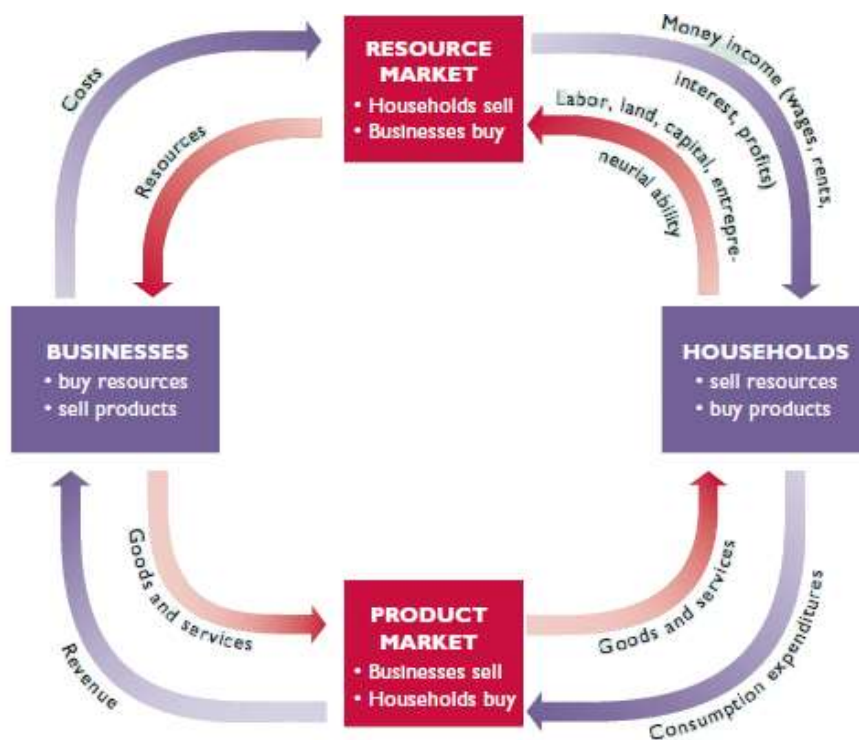 RESOURCE
MARKET
• Households sell
• Businesses buy
Costs
Resources
Money income (wages, rents,
interest, profits)
Labor, land, capital, entrepre-
neurial ability
BUSINESSES
• buy resources
• sell products
HOUSEHOLDS
• sell resources
• buy products
Goods and services
Revenue
PRODUCT
MARKET
• Businesses sell
• Households buy
Goods and services
Consumption expenditures